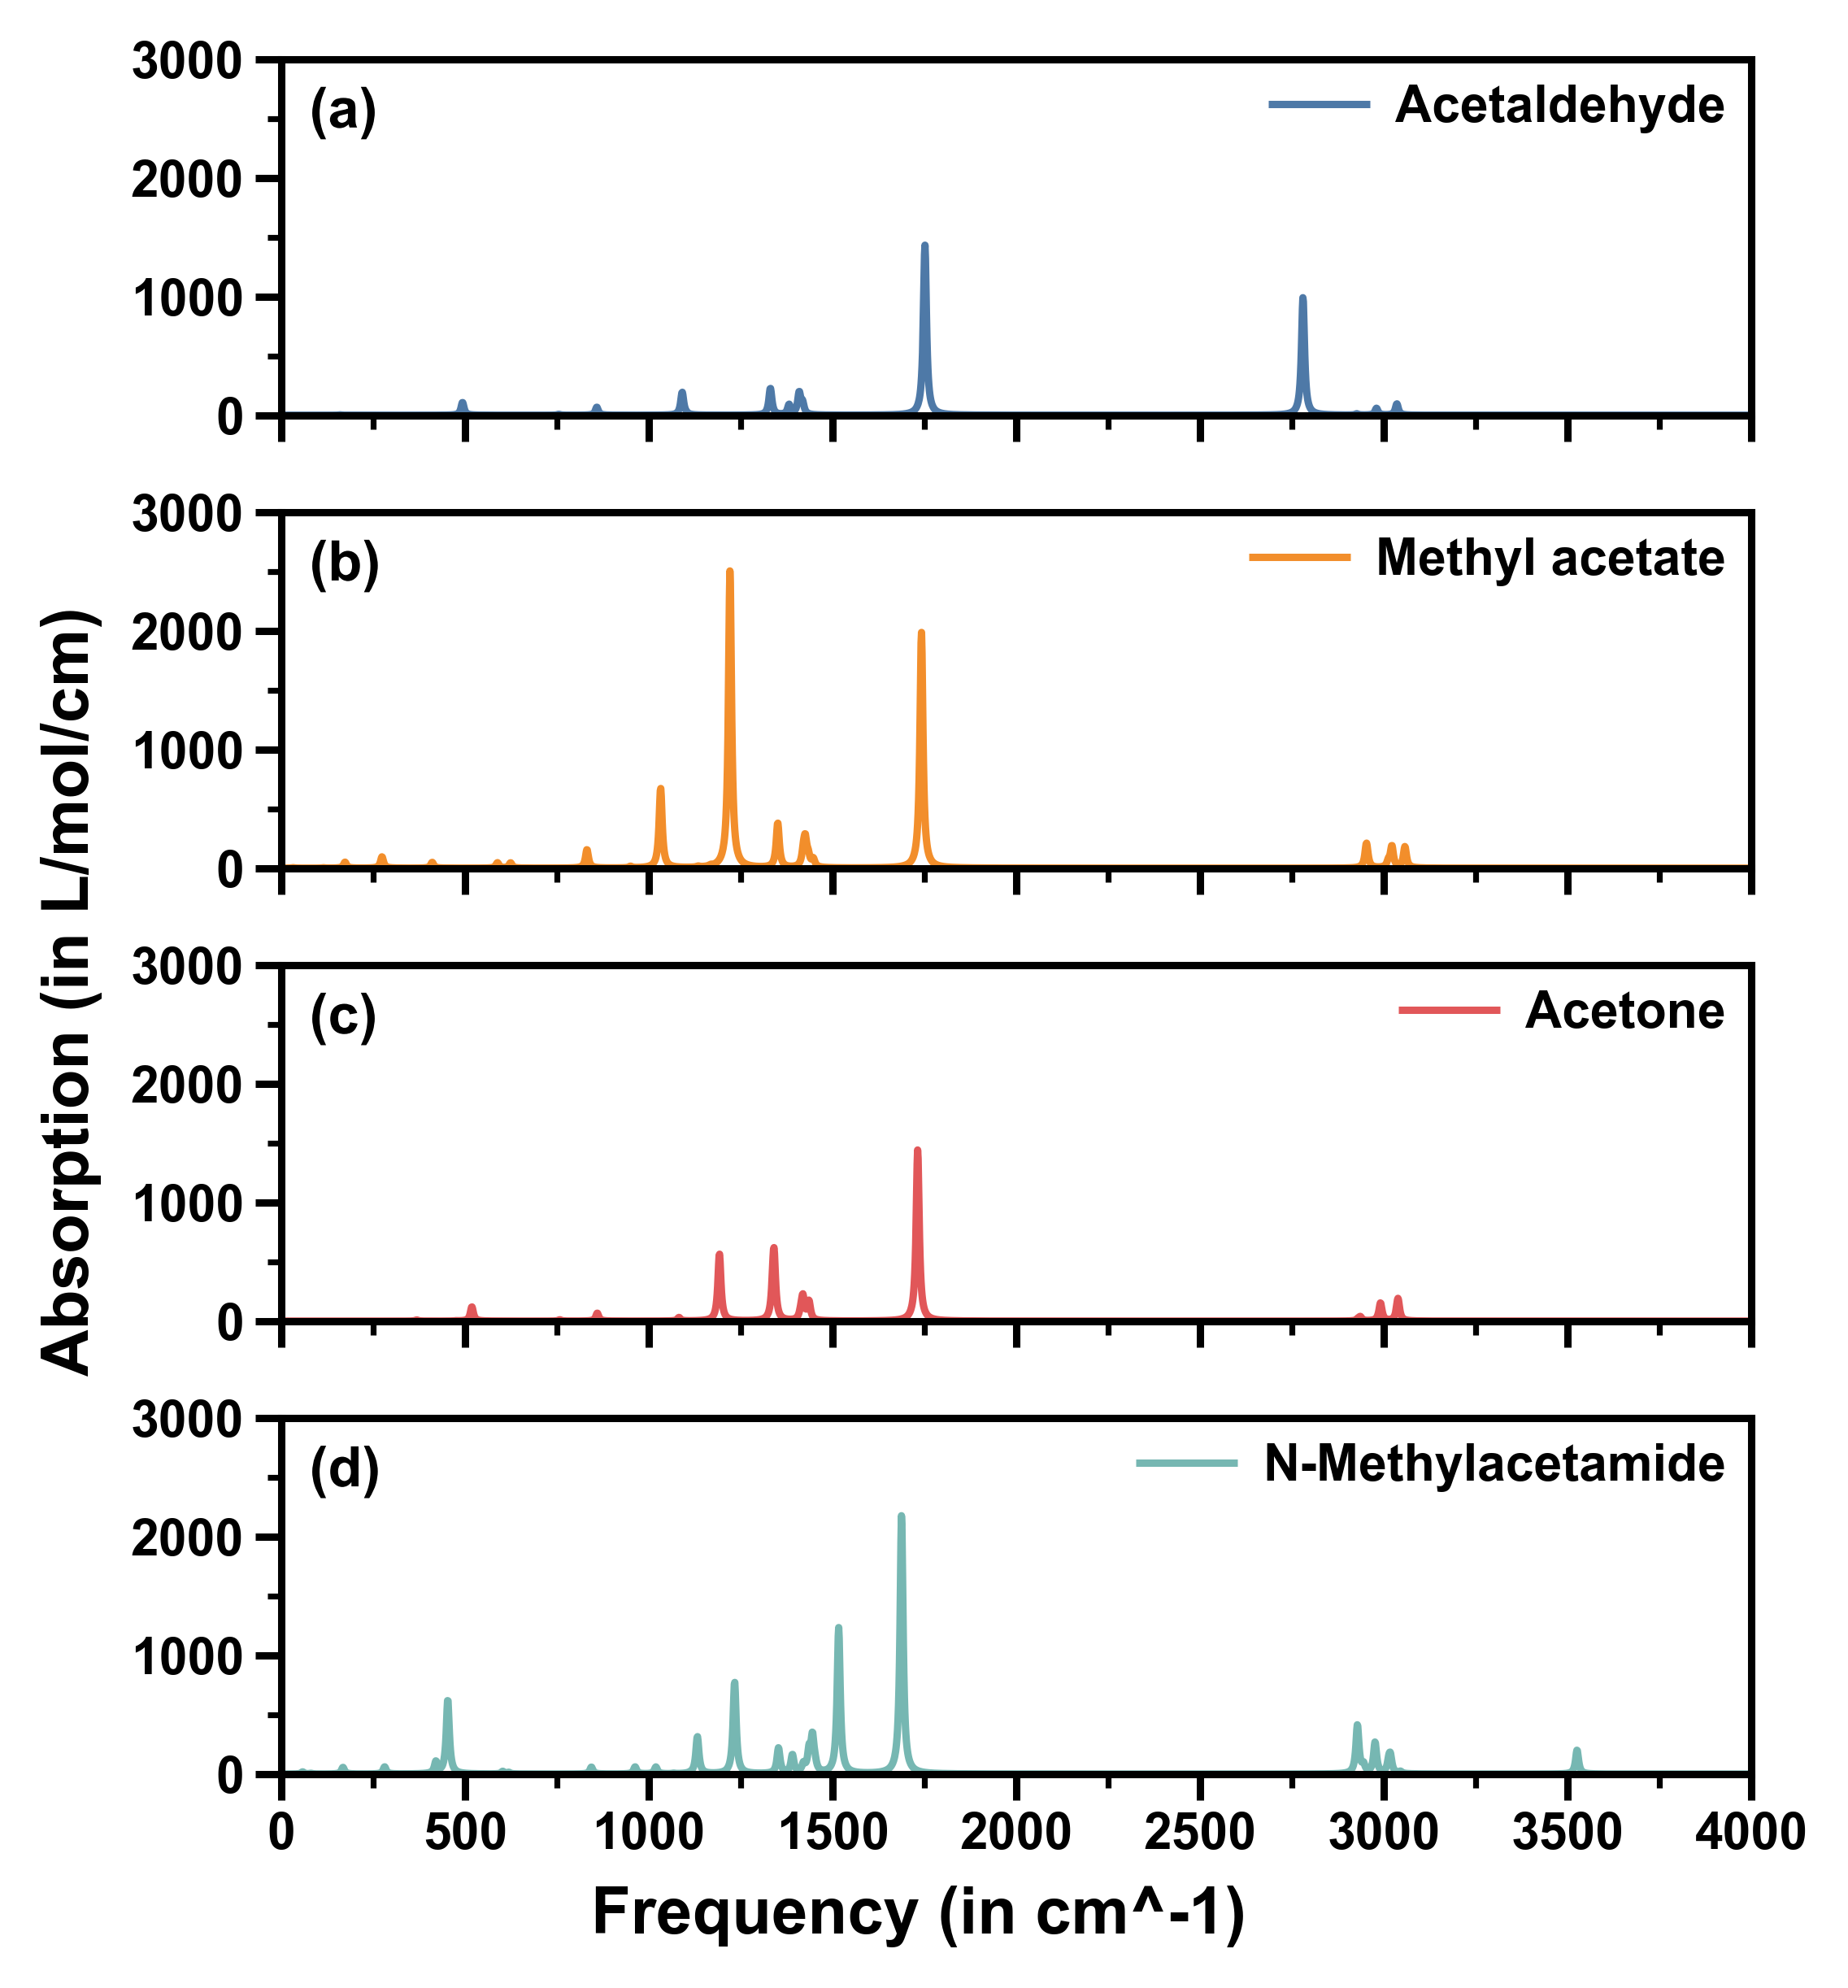 Absorption (in L/mol/cm)
3000
2000
1000
0
(a)
Acetaldehyde
3000
2000
1000
0
(b)
Methyl acetate
3000
2000
1000
0
(c)
Acetone
3000
2000
1000
0
(d)
N-Methylacetamide
0 500 1000 1500 2000 2500 3000 3500 4000
Frequency (in cm^-1)